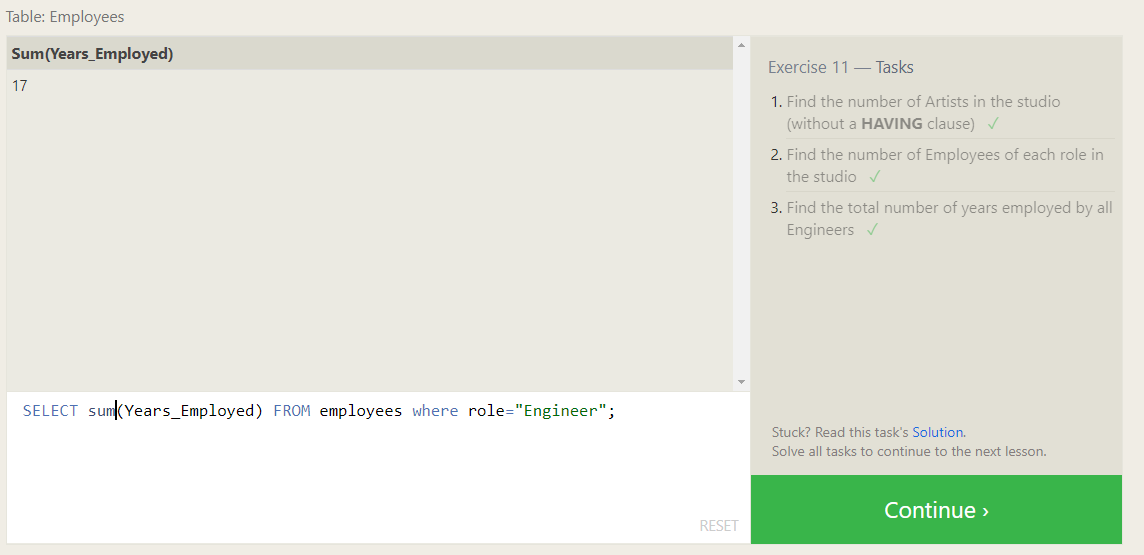 Table: Employees
Sum(Years_Employed)
17
SELECT sum(Years_Employed) FROM employees where role="Engineer";
RESET
Exercise 11 — Tasks
1. Find the number of Artists in the studio
(without a HAVING clause) ✓
2. Find the number of Employees of each role in
the studio ✓
3. Find the total number of years employed by all
Engineers ✓
Stuck? Read this task's Solution.
Solve all tasks to continue to the next lesson.
Continue ›